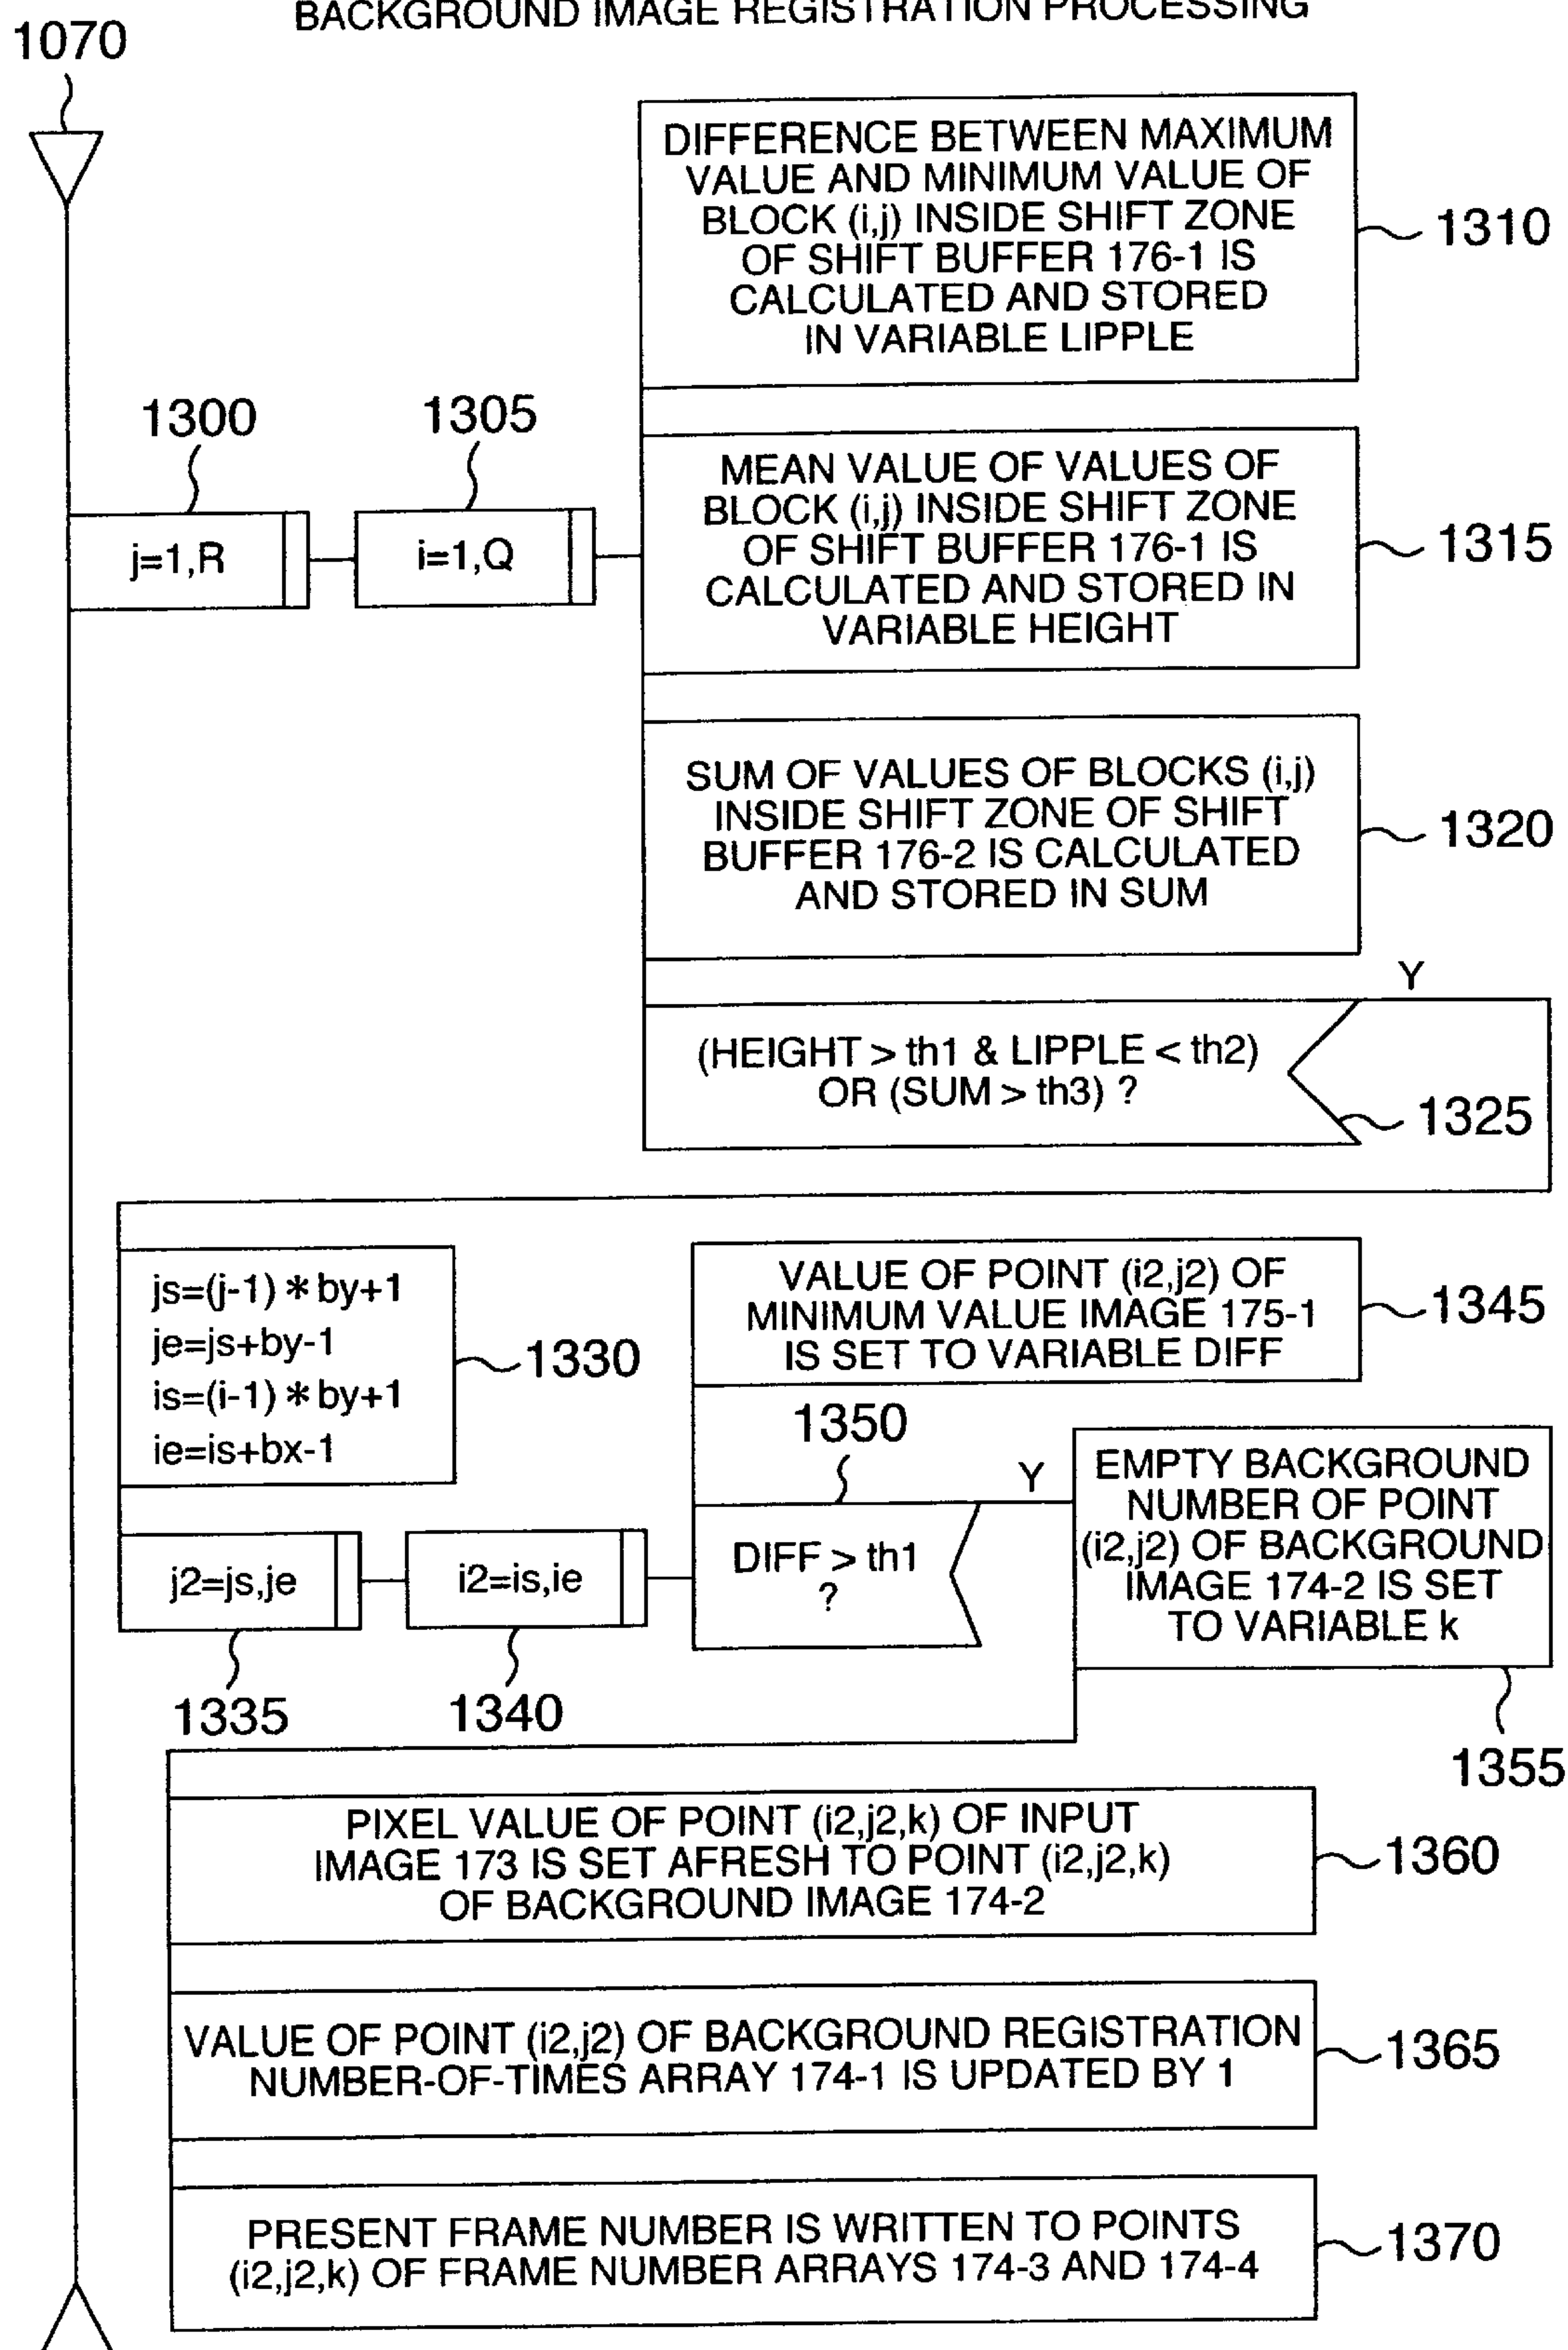 BACKGROUND IMAGE REGISTRATION PROCESSING
1070
DIFFERENCE BETWEEN MAXIMUM
VALUE AND MINIMUM VALUE OF
BLOCK (i,j) INSIDE SHIFT ZONE
OF SHIFT BUFFER 176-1 IS
CALCULATED AND STORED
IN VARIABLE LIPPLE
1310
1300
1305
j=1,R
i=1,Q
MEAN VALUE OF VALUES OF
BLOCK (i,j) INSIDE SHIFT ZONE
OF SHIFT BUFFER 176-1 IS
CALCULATED AND STORED IN
VARIABLE HEIGHT
1315
SUM OF VALUES OF BLOCKS (i,j)
INSIDE SHIFT ZONE OF SHIFT
BUFFER 176-2 IS CALCULATED
AND STORED IN SUM
1320
Y
(HEIGHT > th1 & LIPPLE < th2)
OR (SUM > th3) ?
1325
js=(j-1) * by+1
je=js+by-1
is=(i-1) * by+1
ie=is+bx-1
1330
VALUE OF POINT (i2,j2) OF
MINIMUM VALUE IMAGE 175-1
IS SET TO VARIABLE DIFF
1345
1350
Y
j2=js,je
i2=is,ie
DIFF > th1
?
EMPTY BACKGROUND
NUMBER OF POINT
(i2,j2) OF BACKGROUND
IMAGE 174-2 IS SET
TO VARIABLE k
1335
1340
1355
PIXEL VALUE OF POINT (i2,j2,k) OF INPUT
IMAGE 173 IS SET AFRESH TO POINT (i2,j2,k)
OF BACKGROUND IMAGE 174-2
1360
VALUE OF POINT (i2,j2) OF BACKGROUND REGISTRATION
NUMBER-OF-TIMES ARRAY 174-1 IS UPDATED BY 1
1365
PRESENT FRAME NUMBER IS WRITTEN TO POINTS
(i2,j2,k) OF FRAME NUMBER ARRAYS 174-3 AND 174-4
1370